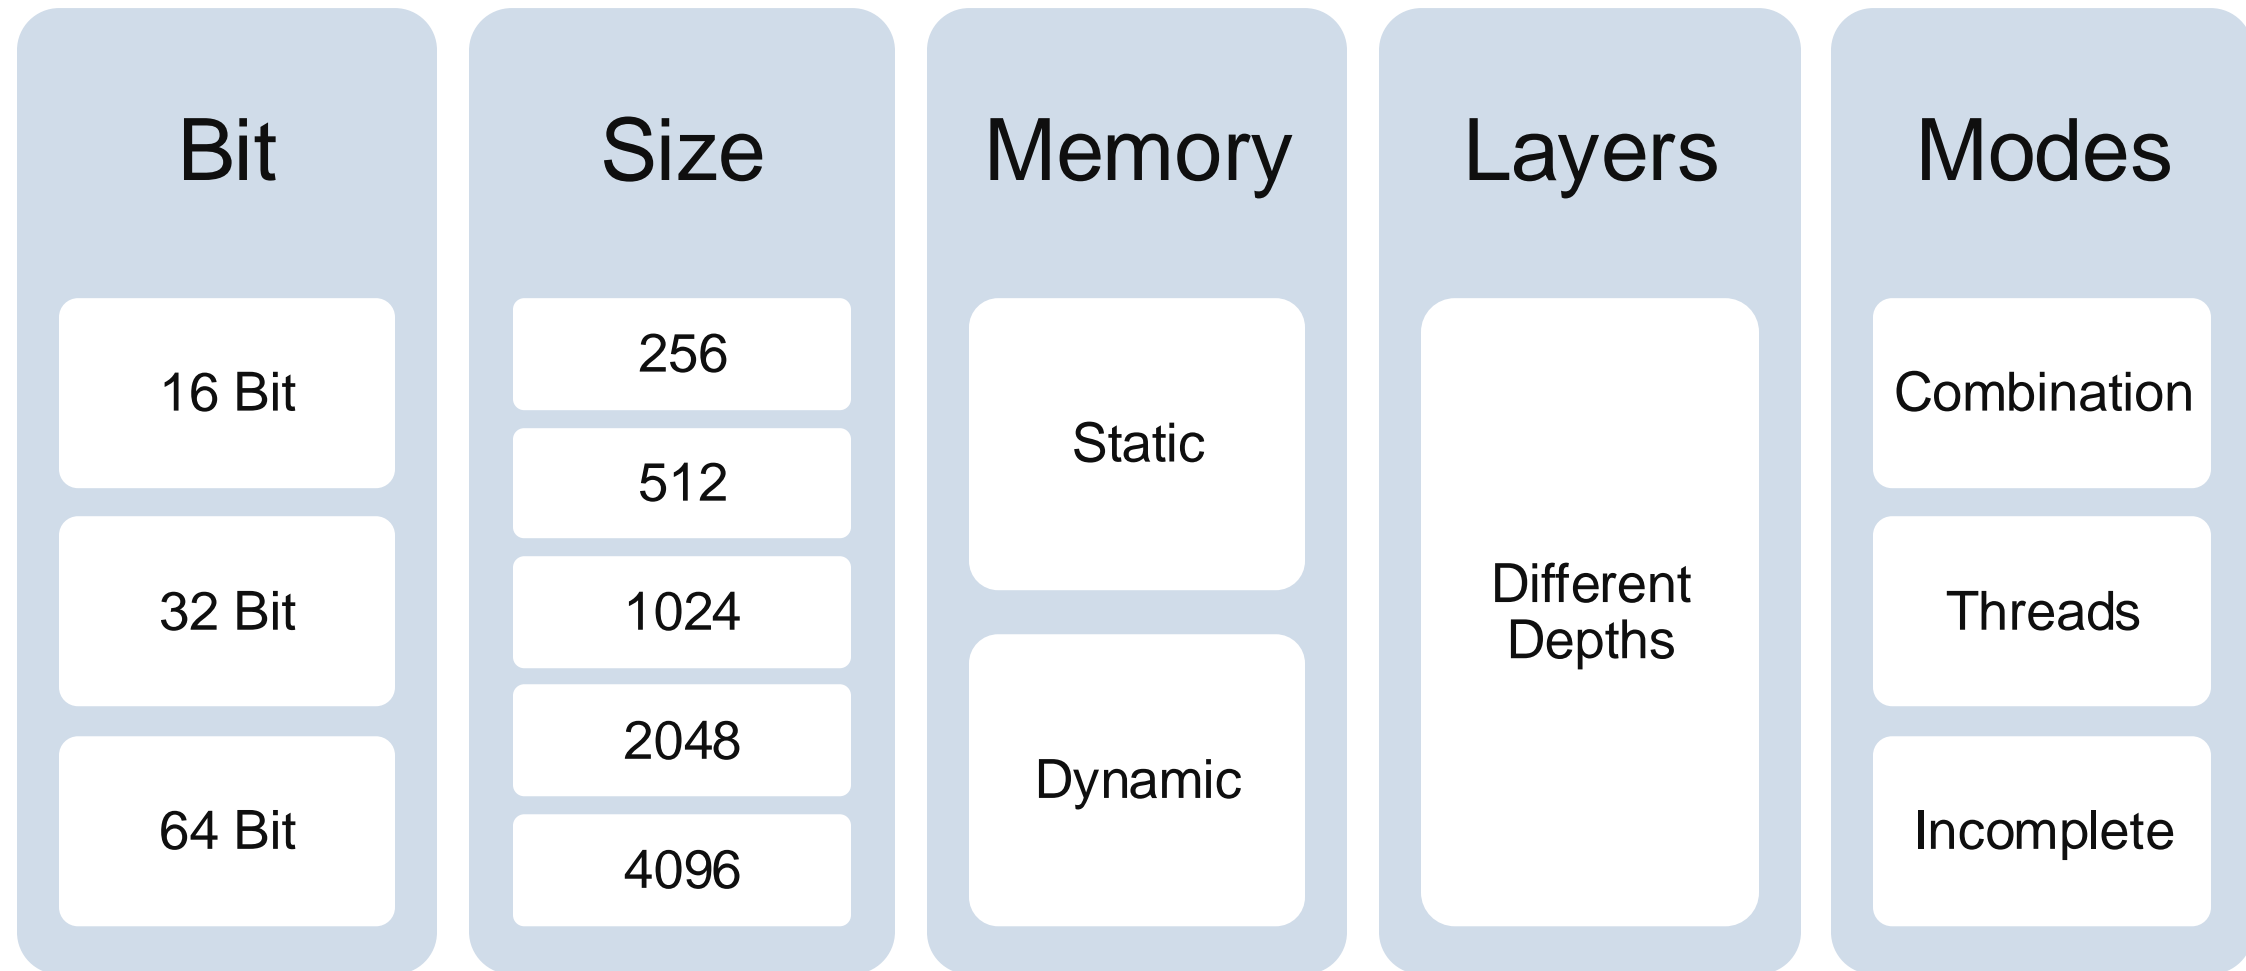 Bit
16 Bit
32 Bit
64 Bit
Size
256
512
1024
2048
4096
Memory
Static
Dynamic
Layers
Different
Depths
Modes
Combination
Threads
Incomplete